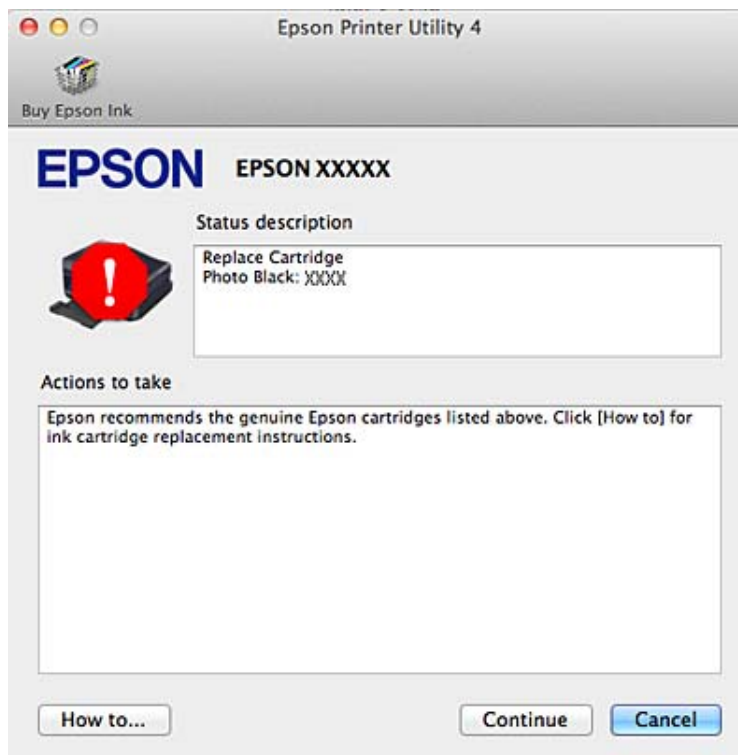 Epson Printer Utility 4
Buy Epson Ink
EPSON EPSON XXXXX
Status description
Replace Cartridge
Photo Black: XXXX
Actions to take
Epson recommends the genuine Epson cartridges listed above. Click [How to] for
ink cartridge replacement instructions.
How to... Continue Cancel